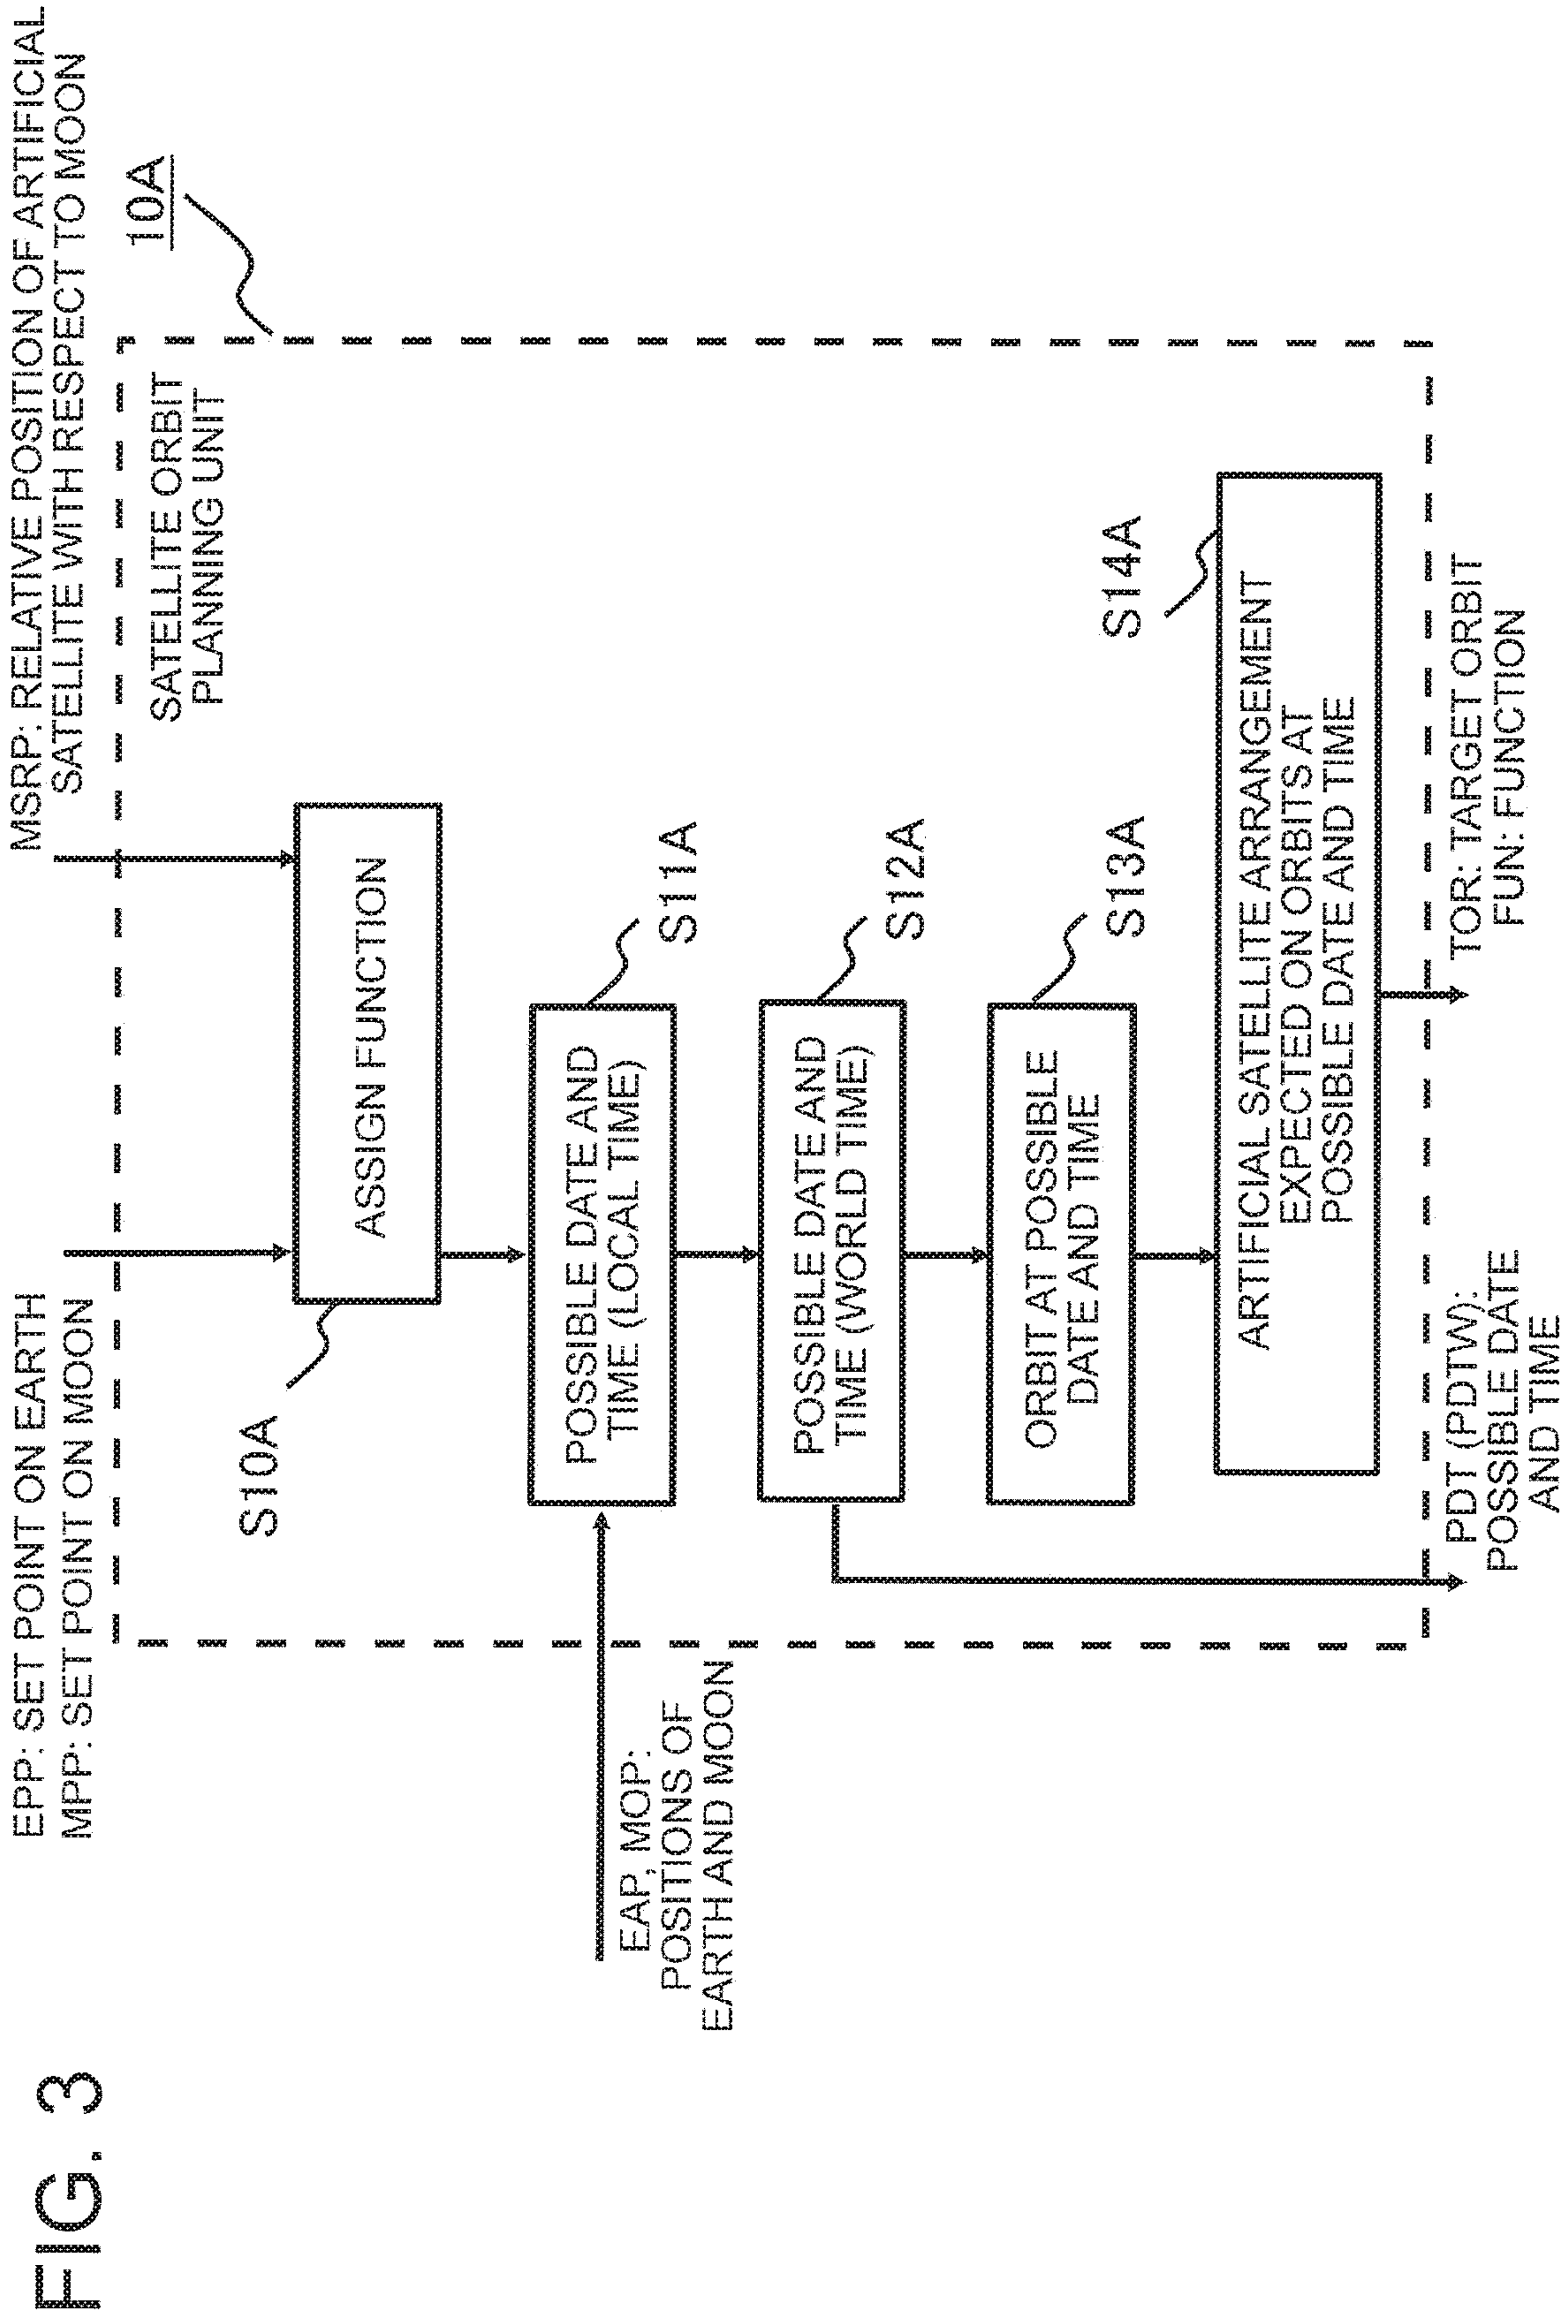 FIG. 3
EPP: SET POINT ON EARTH
MPP: SET POINT ON MOON
MSRP: RELATIVE POSITION OF ARTIFICIAL
SATELLITE WITH RESPECT TO MOON
10A
SATELLITE ORBIT
PLANNING UNIT
S10A
ASSIGN FUNCTION
EAP, MOP:
POSITIONS OF
EARTH AND MOON
POSSIBLE DATE AND
TIME (LOCAL TIME)
S11A
POSSIBLE DATE AND
TIME (WORLD TIME)
S12A
ORBIT AT POSSIBLE
DATE AND TIME
S13A
S14A
ARTIFICIAL SATELLITE ARRANGEMENT
EXPECTED ON ORBITS AT
POSSIBLE DATE AND TIME
PDT (PDTW):
POSSIBLE DATE
AND TIME
TOR: TARGET ORBIT
FUN: FUNCTION